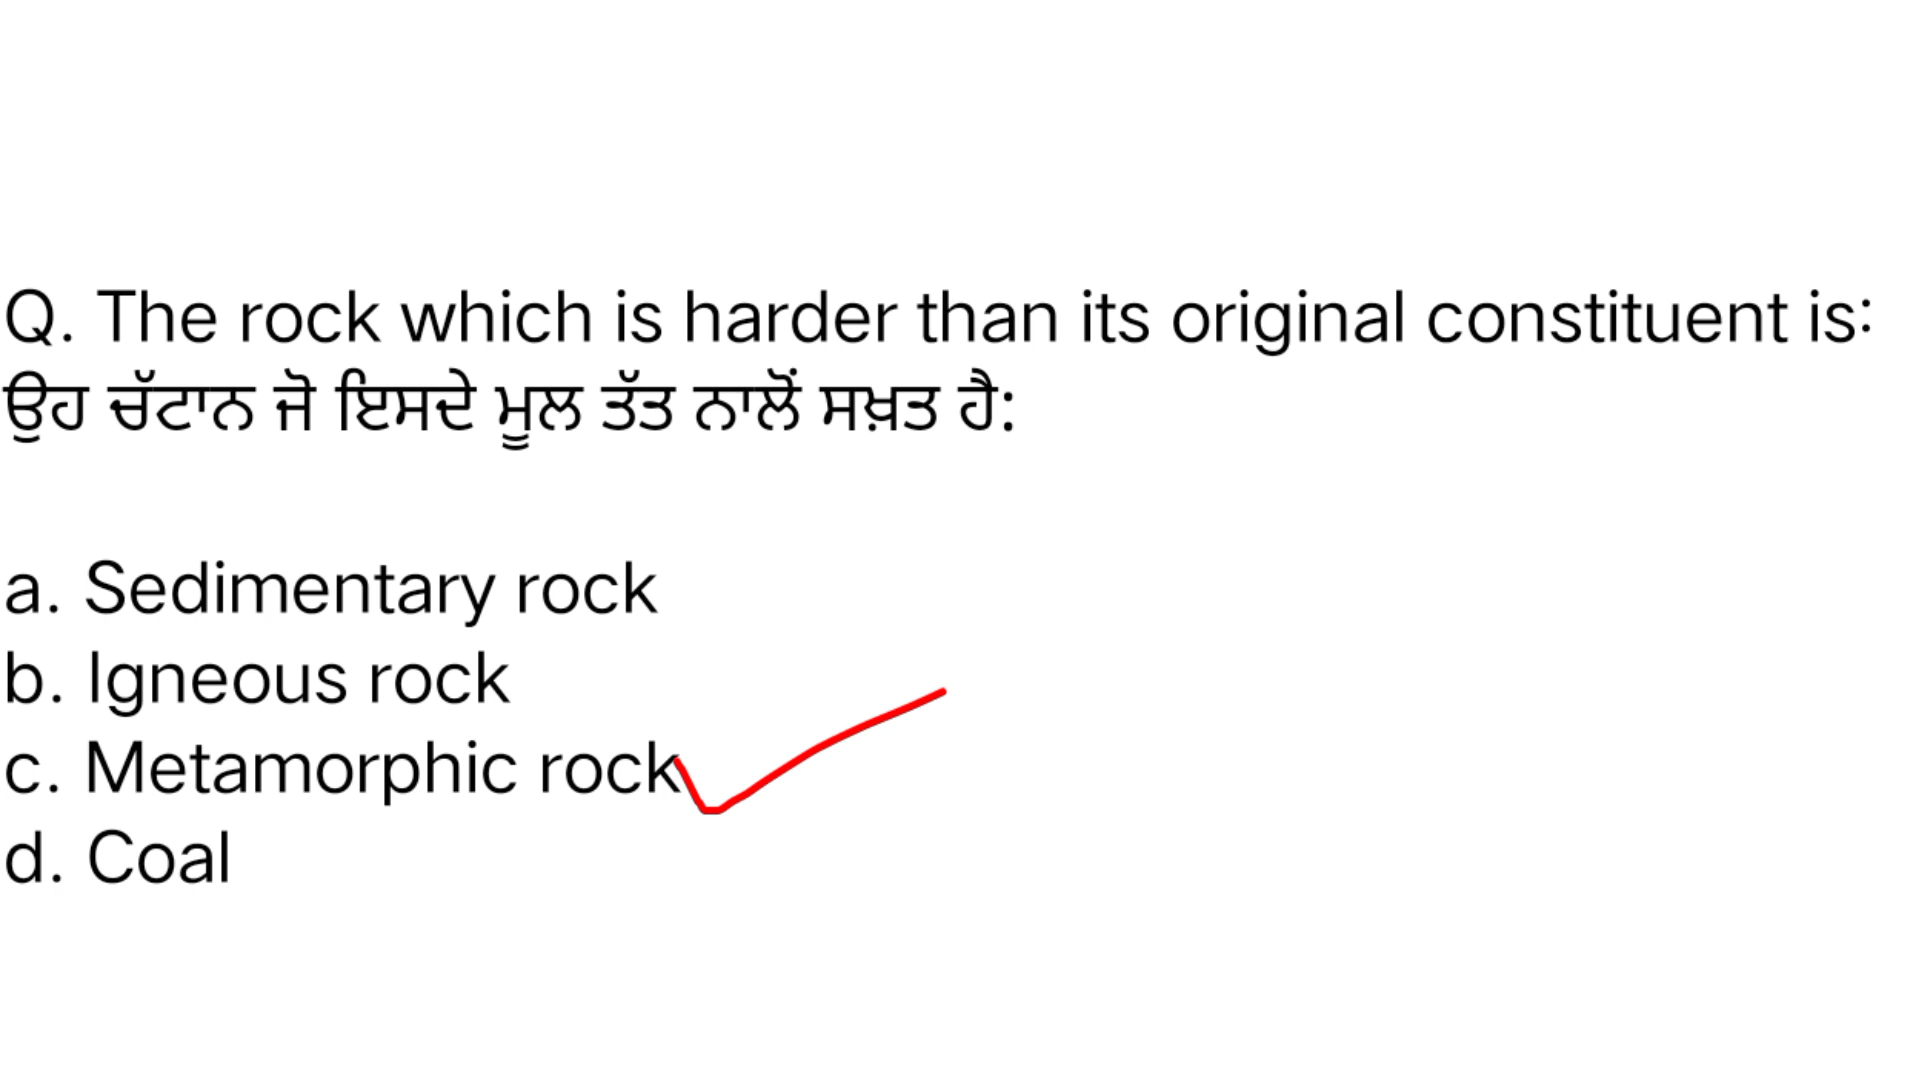 Q. The rock which is harder than its original constituent is:
ਉਹ ਚੱਟਾਨ ਜੋ ਇਸਦੇ ਮੂਲ ਤੱਤ ਨਾਲੋਂ ਸਖ਼ਤ ਹੈ:
a. Sedimentary rock
b. Igneous rock
c. Metamorphic rock
d. Coal